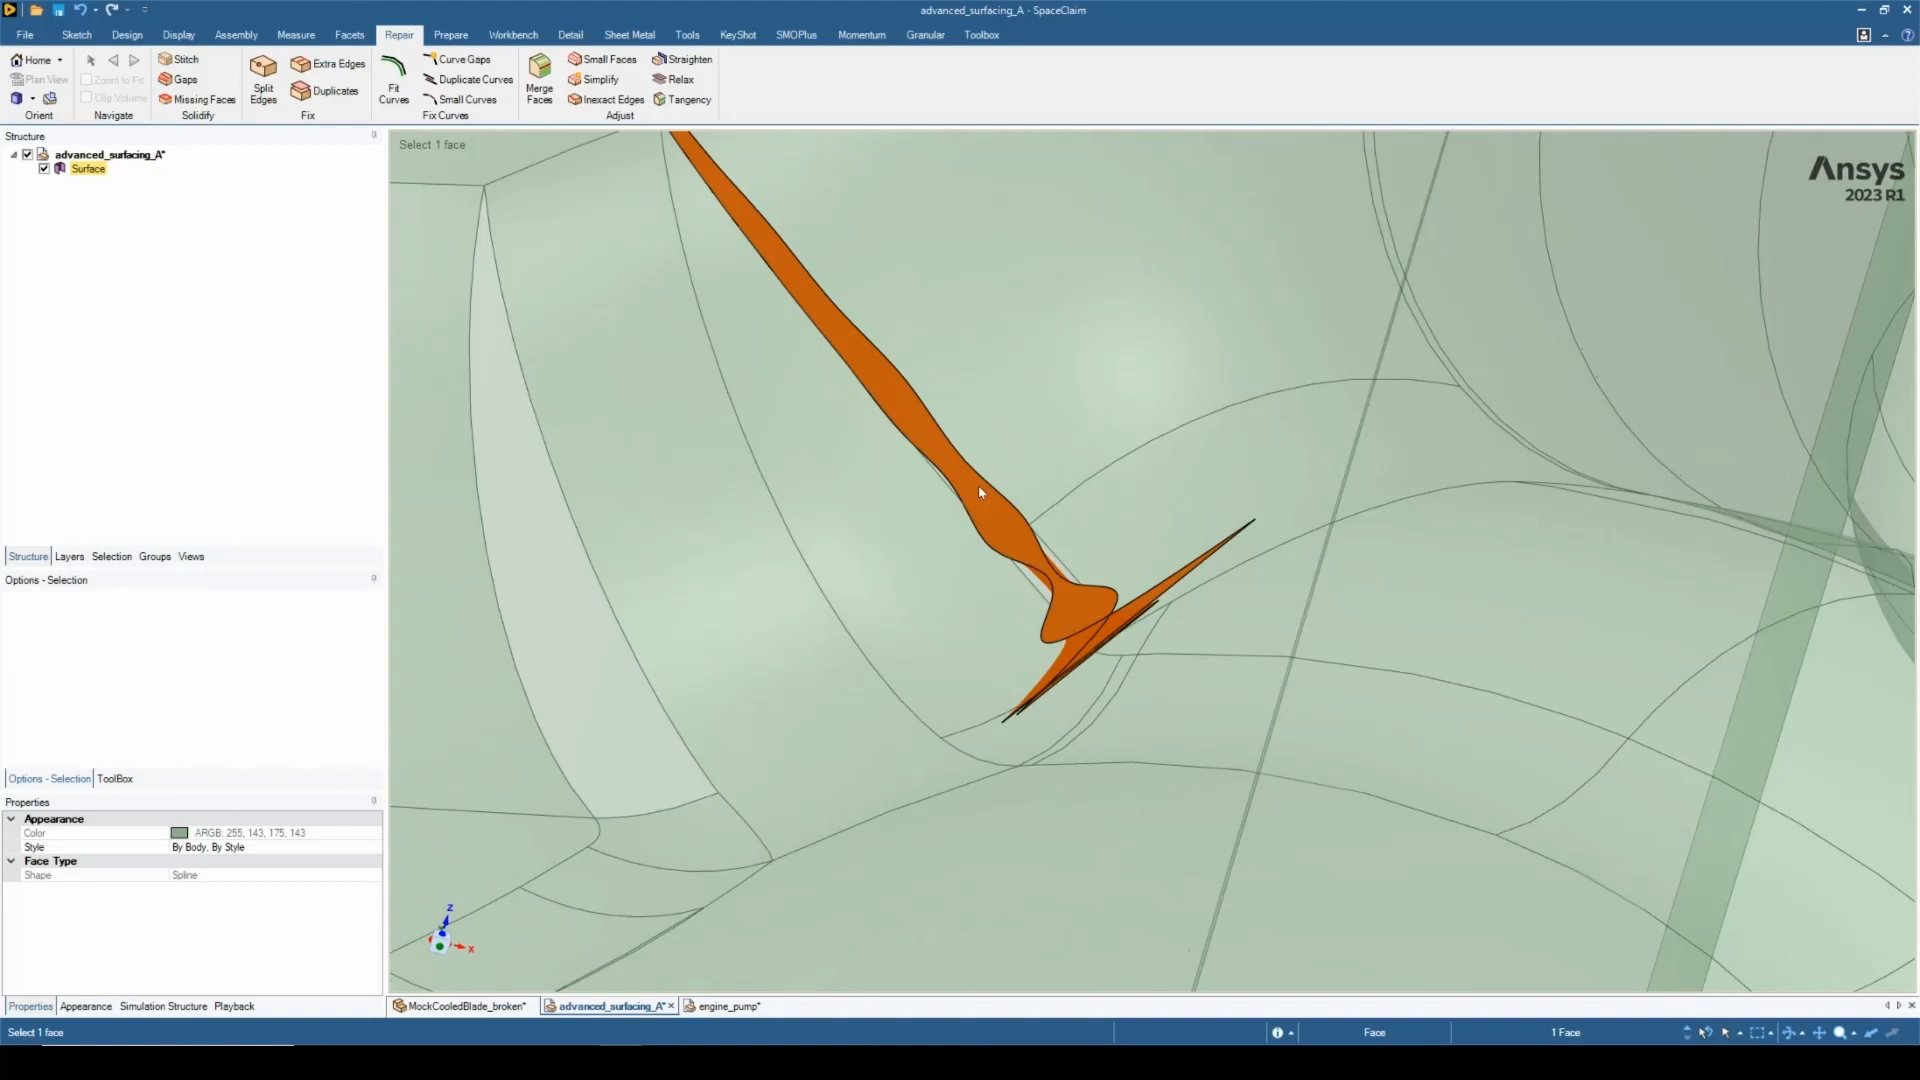 advanced_surfacing_A - SpaceClaim
File Sketch Design Display Assembly Measure Facets Repair Prepare Workbench Detail Sheet Metal Tools KeyShot SMOPlus Momentum Granular Toolbox
Home
Plan View
Orient
Zoom to Fit
Clip Volume
Navigate
Stitch
Gaps
Missing Faces
Solidify
Split Edges
Extra Edges
Duplicates
Fix
Fit Curves
Curve Gaps
Duplicate Curves
Small Curves
Fix Curves
Merge Faces
Small Faces
Simplify
Inexact Edges
Straighten
Relax
Tangency
Adjust
Structure
advanced_surfacing_A*
Surface
Structure Layers Selection Groups Views
Options - Selection
Options - Selection ToolBox
Properties
Appearance
Color ARGB: 255, 143, 175, 143
Style By Body, By Style
Face Type
Shape Spline
Properties Appearance Simulation Structure Playback
Select 1 face
Ansys
2023 R1
Z
X
MockCooledBlade_broken* advanced_surfacing_A* engine_pump*
Select 1 face Face 1 Face